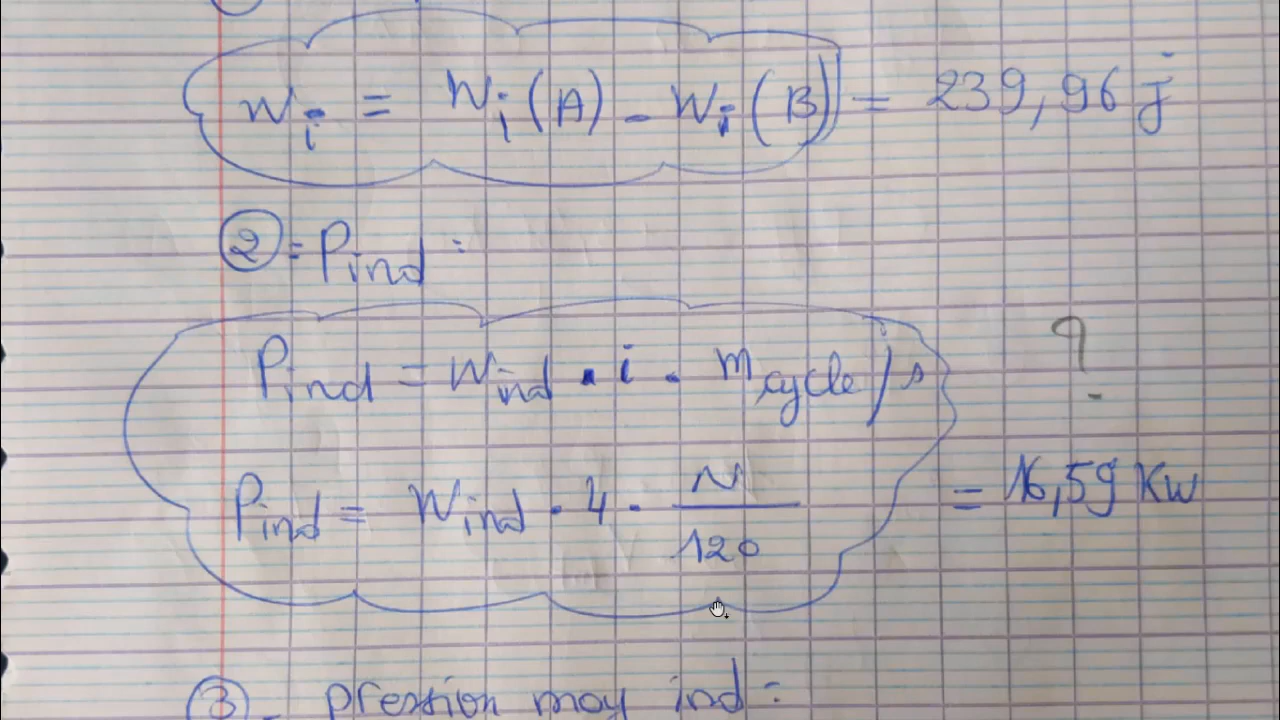 Wi = Wi(A) - Wi(B) = 239,96 j
② = Pind :
Pind = Wind . i . m cycle/s ?
Pind = Wind . 4 . N/120 = 16,59 Kw
③ - pression moy ind :